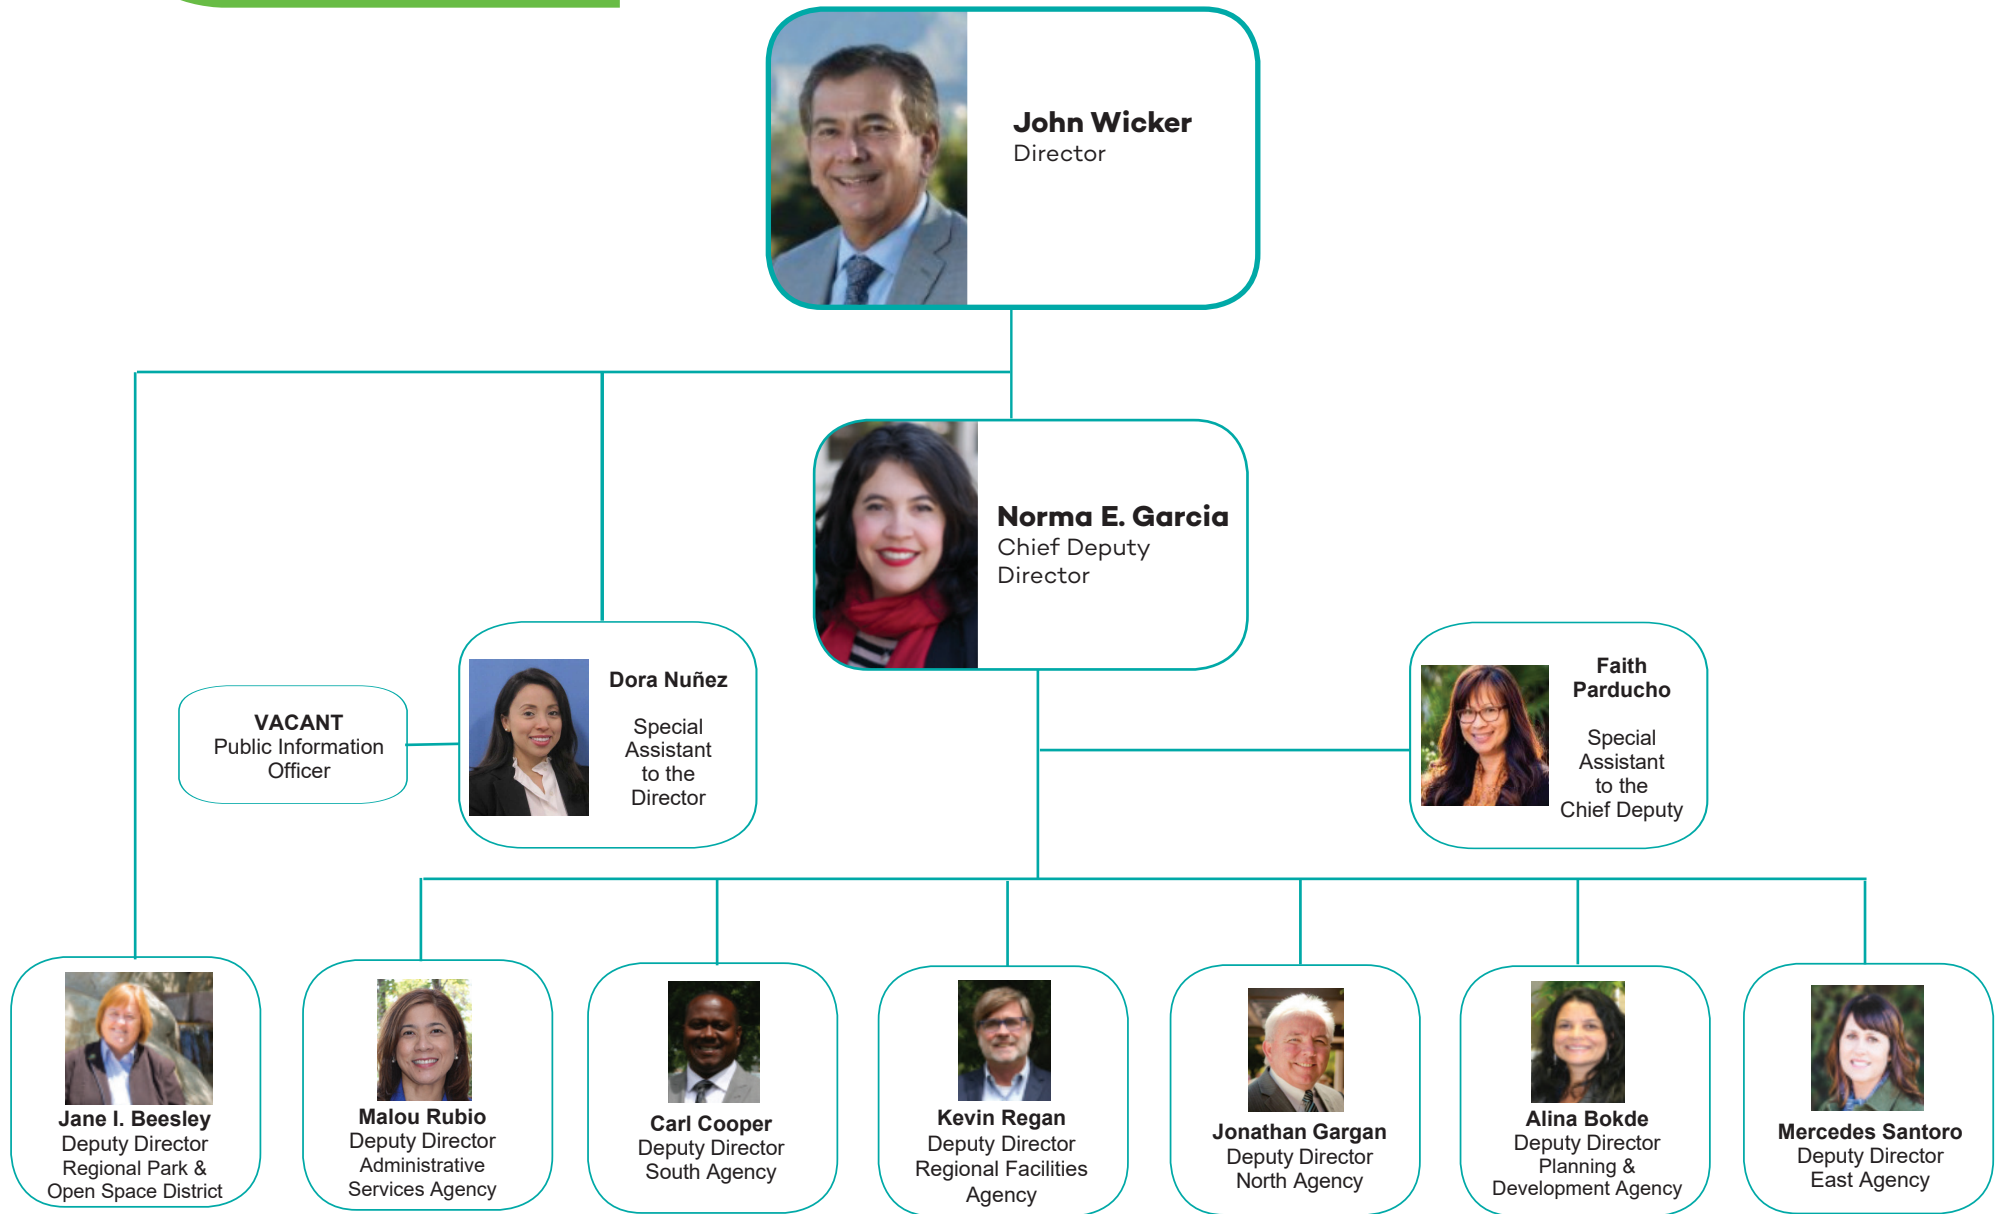 John Wicker
Director
Norma E. Garcia
Chief Deputy
Director
VACANT
Public Information
Officer
Dora Nuñez
Special
Assistant
to the
Director
Faith
Parducho
Special
Assistant
to the
Chief Deputy
Jane I. Beesley
Deputy Director
Regional Park &
Open Space District
Malou Rubio
Deputy Director
Administrative
Services Agency
Carl Cooper
Deputy Director
South Agency
Kevin Regan
Deputy Director
Regional Facilities
Agency
Jonathan Gargan
Deputy Director
North Agency
Alina Bokde
Deputy Director
Planning &
Development Agency
Mercedes Santoro
Deputy Director
East Agency